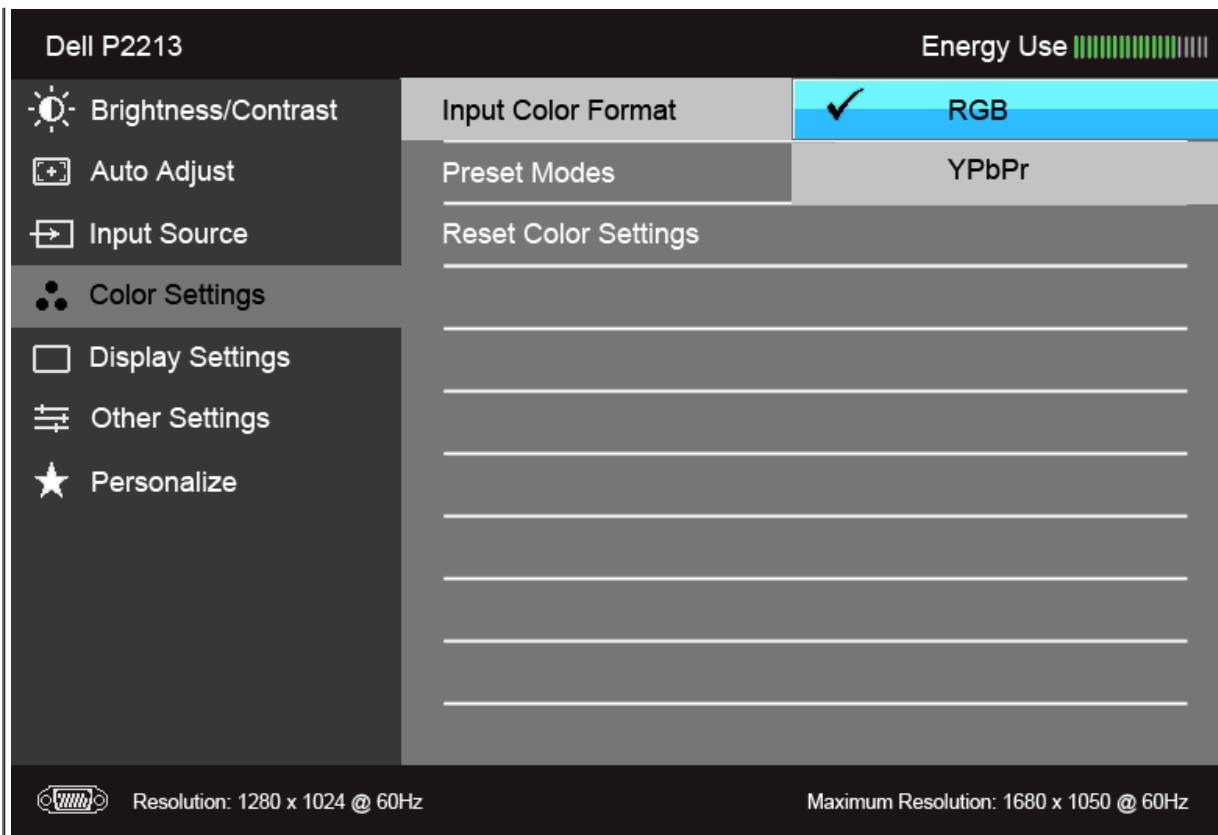 Dell P2213 Energy Use
Brightness/Contrast Input Color Format RGB
Auto Adjust Preset Modes YPbPr
Input Source Reset Color Settings
Color Settings
Display Settings
Other Settings
Personalize
Resolution: 1280 x 1024 @ 60Hz Maximum Resolution: 1680 x 1050 @ 60Hz